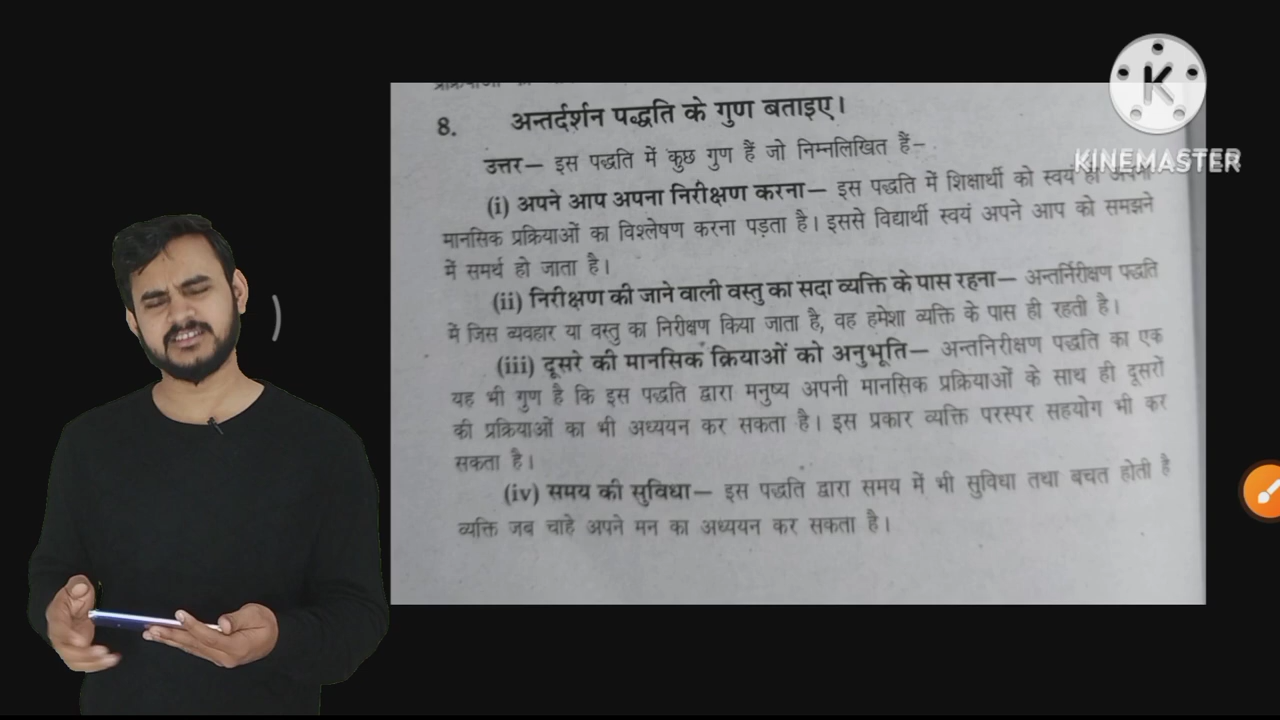 8. अन्तर्दर्शन पद्धति के गुण बताइए।
उत्तर— इस पद्धति में कुछ गुण हैं जो निम्नलिखित हैं–
(i) अपने आप अपना निरीक्षण करना— इस पद्धति में शिक्षार्थी को स्वयं ही अपनी
मानसिक प्रक्रियाओं का विश्लेषण करना पड़ता है। इससे विद्यार्थी स्वयं अपने आप को समझने
में समर्थ हो जाता है।
(ii) निरीक्षण की जाने वाली वस्तु का सदा व्यक्ति के पास रहना— अन्तर्निरीक्षण पद्धति
में जिस व्यवहार या वस्तु का निरीक्षण किया जाता है, वह हमेशा व्यक्ति के पास ही रहती है।
(iii) दूसरे की मानसिक क्रियाओं को अनुभूति— अन्तनिरीक्षण पद्धति का एक
यह भी गुण है कि इस पद्धति द्वारा मनुष्य अपनी मानसिक प्रक्रियाओं के साथ ही दूसरों
की प्रक्रियाओं का भी अध्ययन कर सकता है। इस प्रकार व्यक्ति परस्पर सहयोग भी कर
सकता है।
(iv) समय की सुविधा— इस पद्धति द्वारा समय में भी सुविधा तथा बचत होती है
व्यक्ति जब चाहे अपने मन का अध्ययन कर सकता है।
K
KINEMASTER